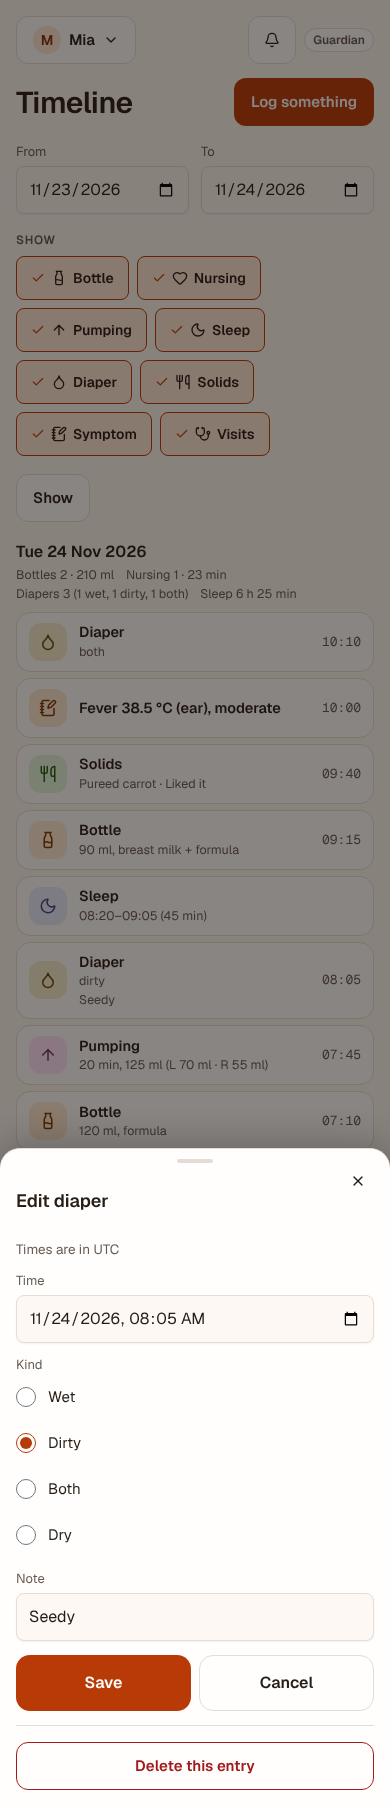 M Mia
Guardian
Timeline
Log something
From
To
11/23/2026
11/24/2026
SHOW
Bottle
Nursing
Pumping
Sleep
Diaper
Solids
Symptom
Visits
Show
Tue 24 Nov 2026
Bottles 2 · 210 ml Nursing 1 · 23 min
Diapers 3 (1 wet, 1 dirty, 1 both) Sleep 6 h 25 min
Diaper
both
10:10
Fever 38.5 °C (ear), moderate
10:00
Solids
Pureed carrot · Liked it
09:40
Bottle
90 ml, breast milk + formula
09:15
Sleep
08:20–09:05 (45 min)
Diaper
dirty
Seedy
08:05
Pumping
20 min, 125 ml (L 70 ml · R 55 ml)
07:45
Bottle
120 ml, formula
07:10
Edit diaper
Times are in UTC
Time
11/24/2026, 08:05 AM
Kind
Wet
Dirty
Both
Dry
Note
Seedy
Save
Cancel
Delete this entry